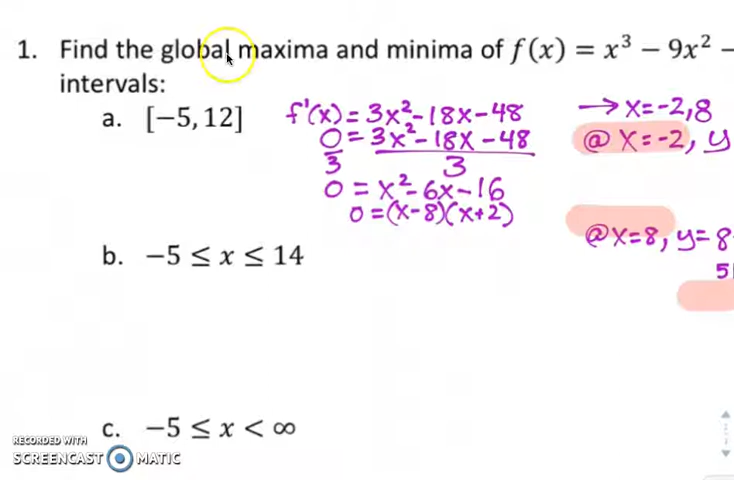 1. Find the global maxima and minima of f(x) = x³ − 9x² −
intervals:
a. [−5, 12]
f'(x) = 3x² - 18x - 48
0 = 3x² - 18x - 48
3 3
0 = x² - 6x - 16
0 = (x-8)(x+2)
→ x = -2, 8
@ x = -2, y
@ x = 8, y = 8
b. −5 ≤ x ≤ 14
c. −5 ≤ x < ∞
RECORDED WITH
SCREENCAST MATIC